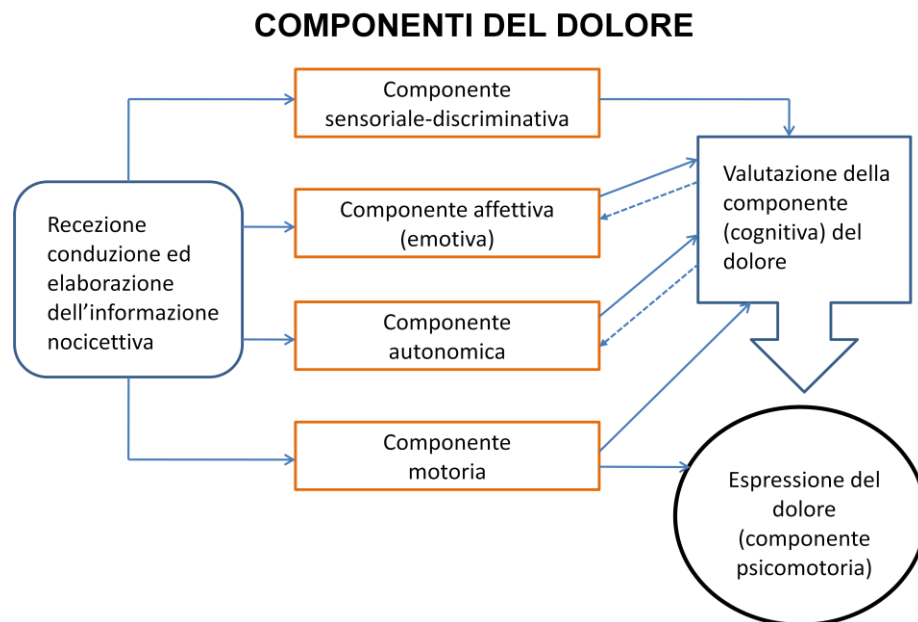 COMPONENTI DEL DOLORE
Componente
sensoriale-discriminativa
Recezione
conduzione ed
elaborazione
dell'informazione
nocicettiva
Componente affettiva
(emotiva)
Componente
autonomica
Componente
motoria
Valutazione della
componente
(cognitiva) del
dolore
Espressione del
dolore
(componente
psicomotoria)